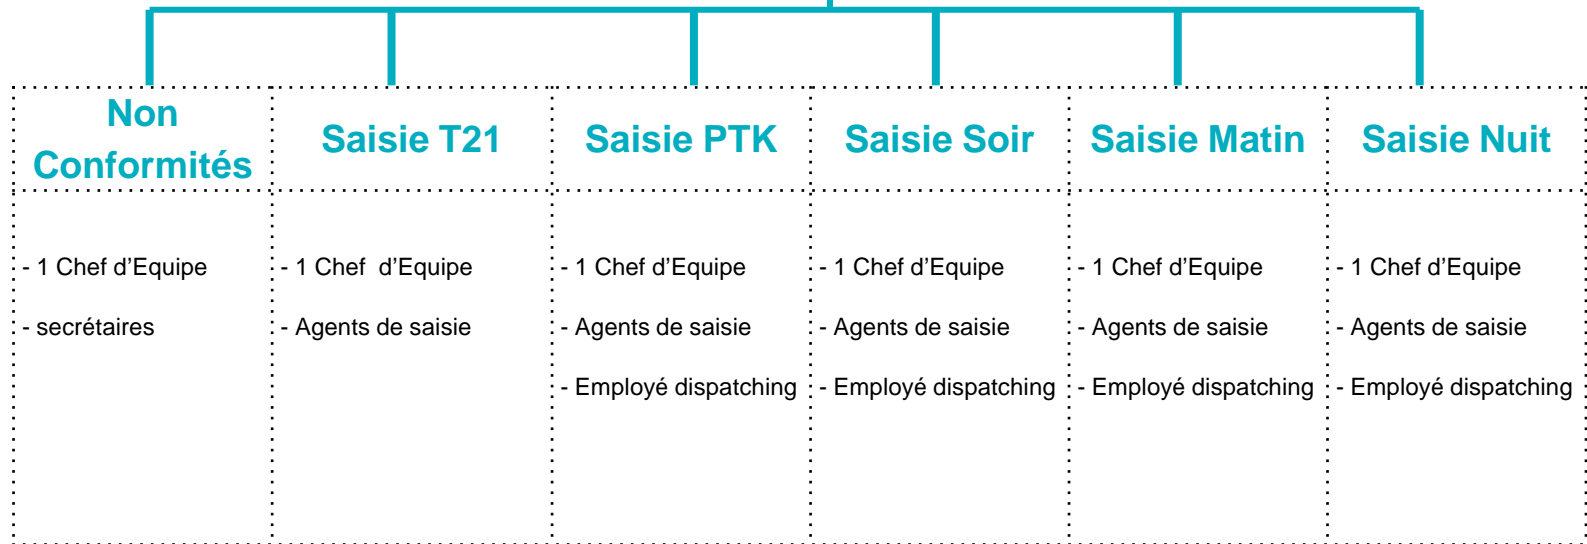 Non
Conformités
Saisie T21
Saisie PTK
Saisie Soir
Saisie Matin
Saisie Nuit
- 1 Chef d’Equipe
- secrétaires
- 1 Chef  d’Equipe
- Agents de saisie
- 1 Chef d’Equipe
- Agents de saisie
- Employé dispatching
- 1 Chef d’Equipe
- Agents de saisie
- Employé dispatching
- 1 Chef d’Equipe
- Agents de saisie
- Employé dispatching
- 1 Chef d’Equipe
- Agents de saisie
- Employé dispatching